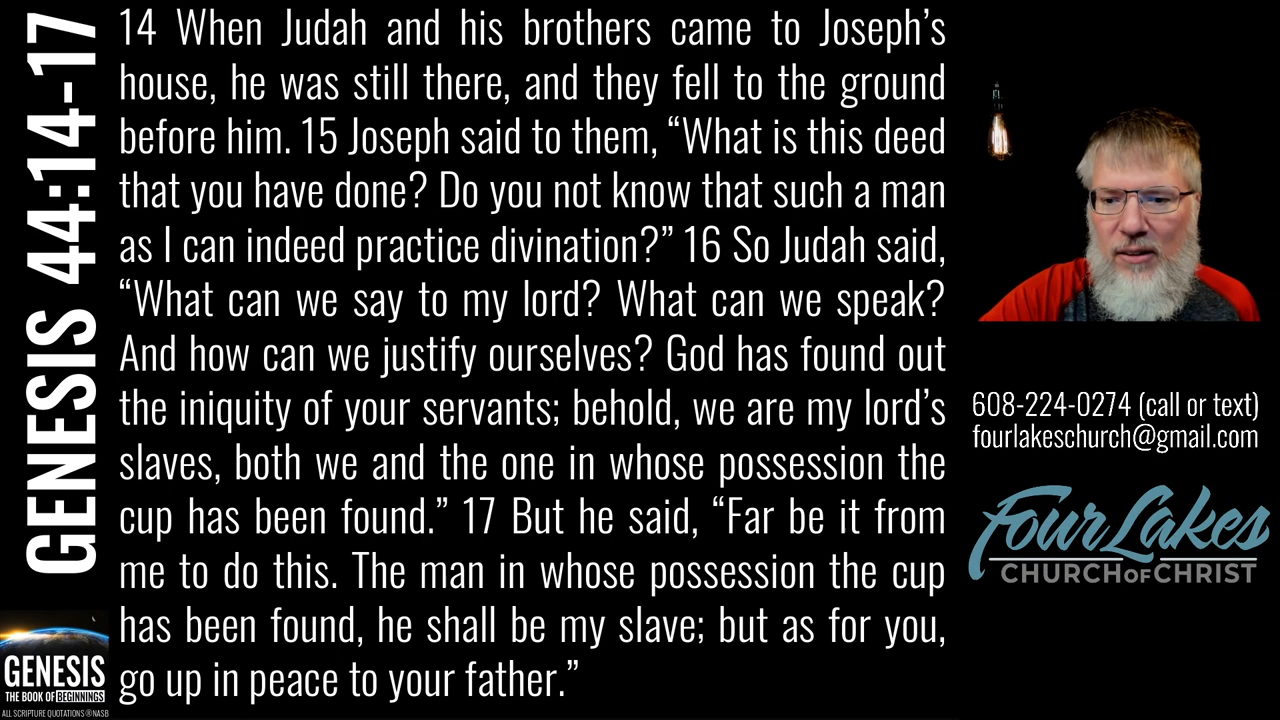 GENESIS 44:14-17
14 When Judah and his brothers came to Joseph’s
house, he was still there, and they fell to the ground
before him. 15 Joseph said to them, “What is this deed
that you have done? Do you not know that such a man
as I can indeed practice divination?” 16 So Judah said,
“What can we say to my lord? What can we speak?
And how can we justify ourselves? God has found out
the iniquity of your servants; behold, we are my lord’s
slaves, both we and the one in whose possession the
cup has been found.” 17 But he said, “Far be it from
me to do this. The man in whose possession the cup
has been found, he shall be my slave; but as for you,
go up in peace to your father.”
GENESIS
THE BOOK OF BEGINNINGS
ALL SCRIPTURE QUOTATIONS ®NASB
608-224-0274 (call or text)
fourlakeschurch@gmail.com
Four Lakes
CHURCH OF CHRIST